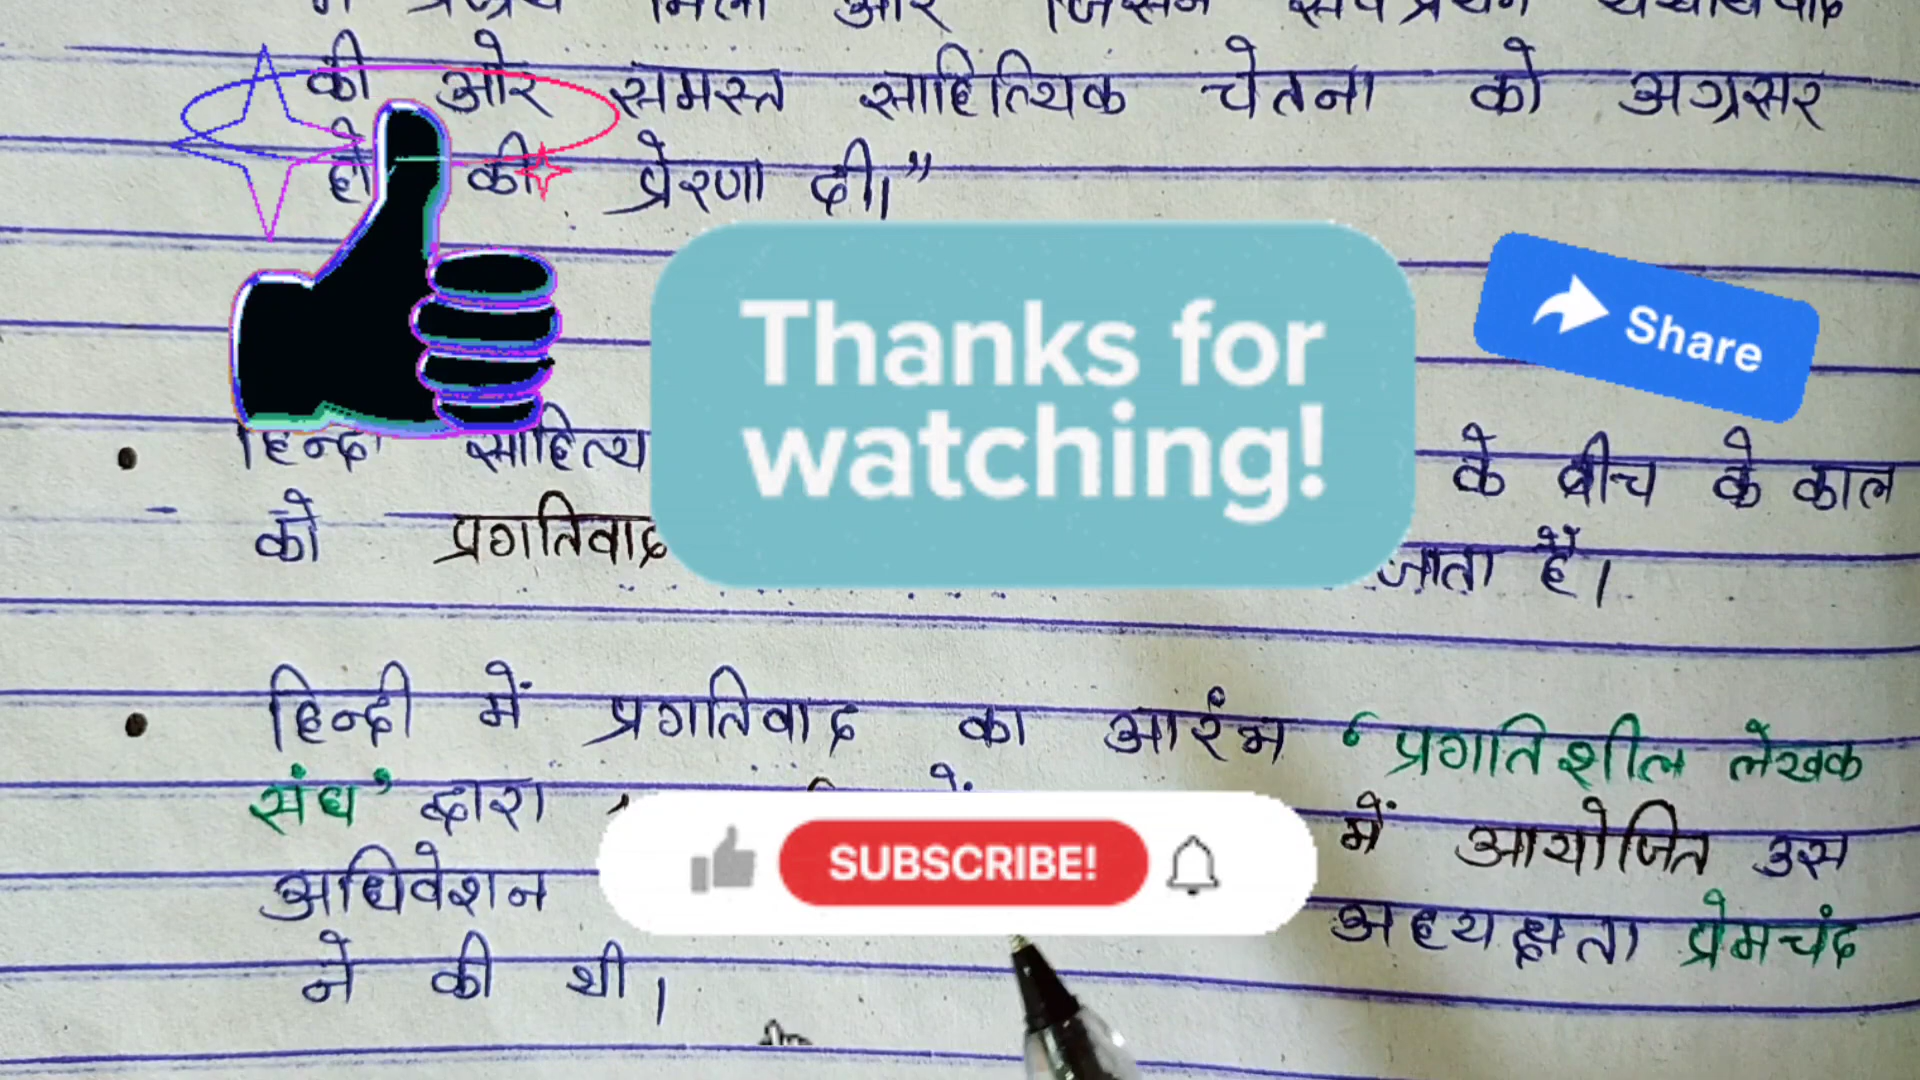 की ओर समस्त साहित्यिक चेतना को अग्रसर
की प्रेरणा दी।”
Thanks for
watching!
Share
हिन्दी साहित्य के बीच के काल
को प्रगतिवाद जाता है।
हिन्दी में प्रगतिवाद का आरंभ ‘प्रगतिशील लेखक
संघ’ द्वारा में आयोजित उस
अधिवेशन अध्यक्षता प्रेमचंद
SUBSCRIBE!
ने की थी।